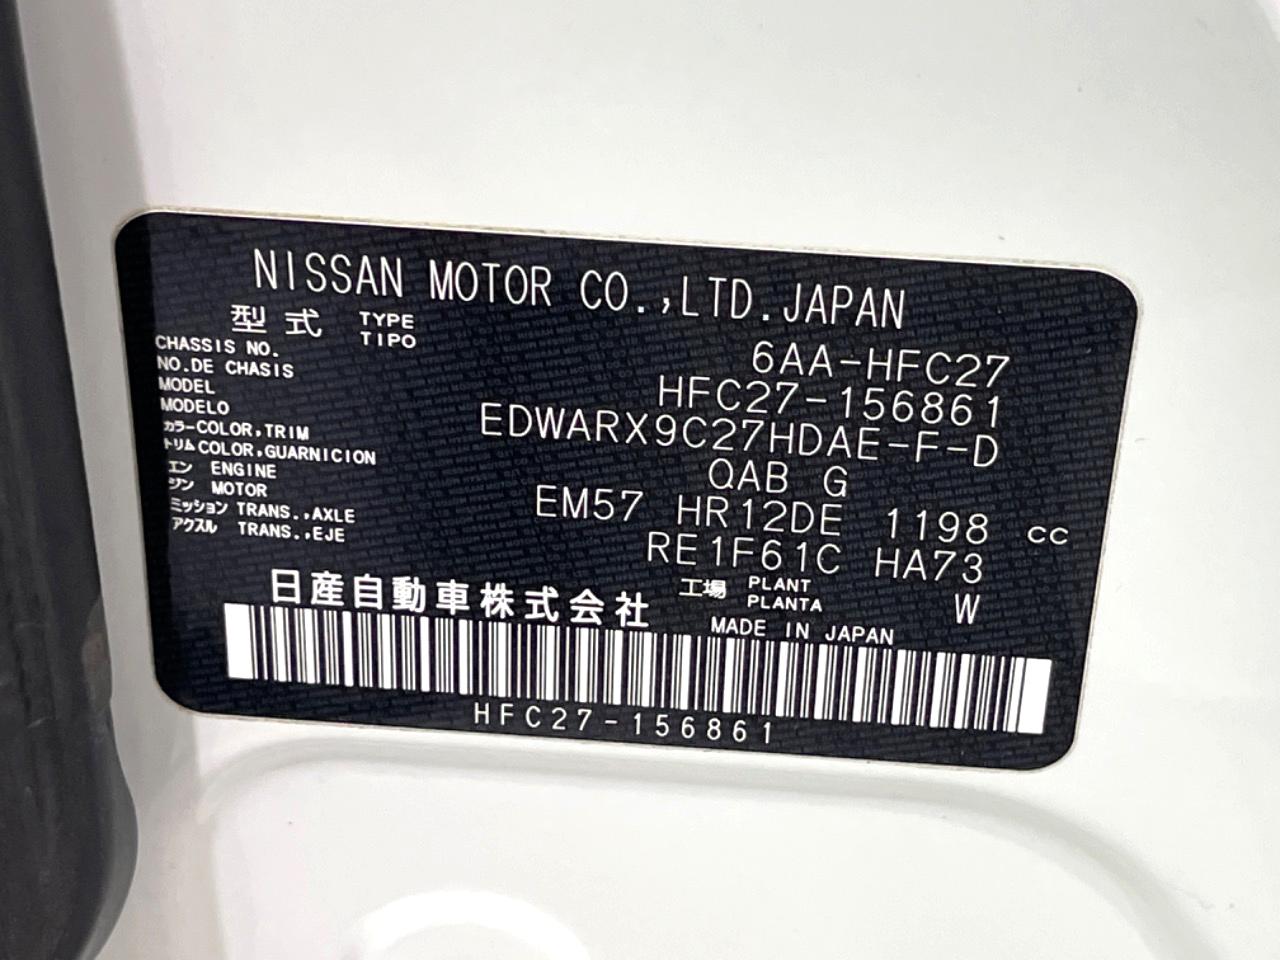 NISSAN MOTOR CO.,LTD.JAPAN
型式 TYPE TIPO 6AA-HFC27
CHASSIS NO. NO.DE CHASIS HFC27-156861
MODEL MODELO EDWARX9C27HDAE-F-D
カラー COLOR,TRIM トリム COLOR,GUARNICION QAB G
エンジン ENGINE MOTOR EM57 HR12DE 1198 cc
ミッション アクスル TRANS.,AXLE TRANS.,EJE RE1F61C HA73
工場 PLANT PLANTA W
日産自動車株式会社 MADE IN JAPAN
HFC27-156861